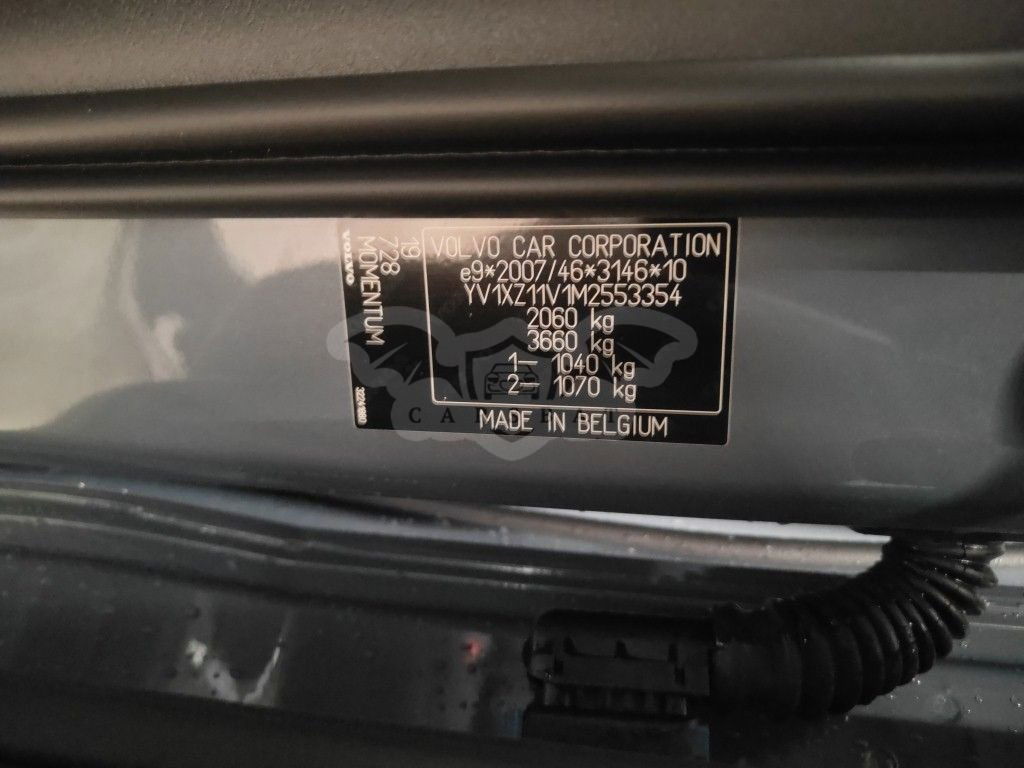 VOLVO CAR CORPORATION
e9*2007/46*3146*10
YV1XZ11V1M2553354
2060 kg
3660 kg
1- 1040 kg
2- 1070 kg
MADE IN BELGIUM
19
728
MOMENTUM
VOLVO